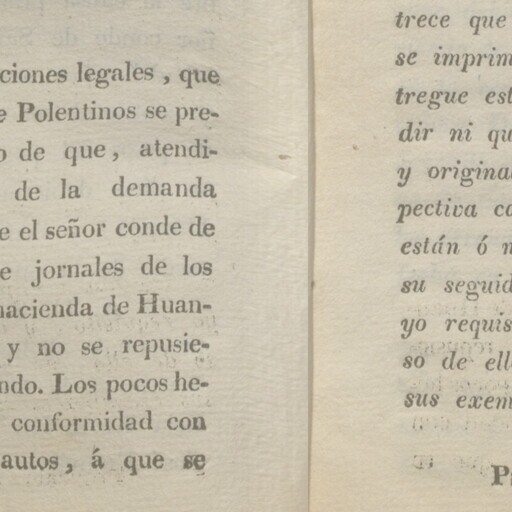 ciones legales, que
e Polentinos se pre-
o de que, atendi-
de la demanda
e el señor conde de
e jornales de los
hacienda de Huan-
y no se repusie-
ndo. Los pocos he-
conformidad con
autos, á que se
trece que
se imprim
tregue est
dir ni qu
y origina
pectiva co
están ó n
su seguid
yo requis
so de ell
sus exem